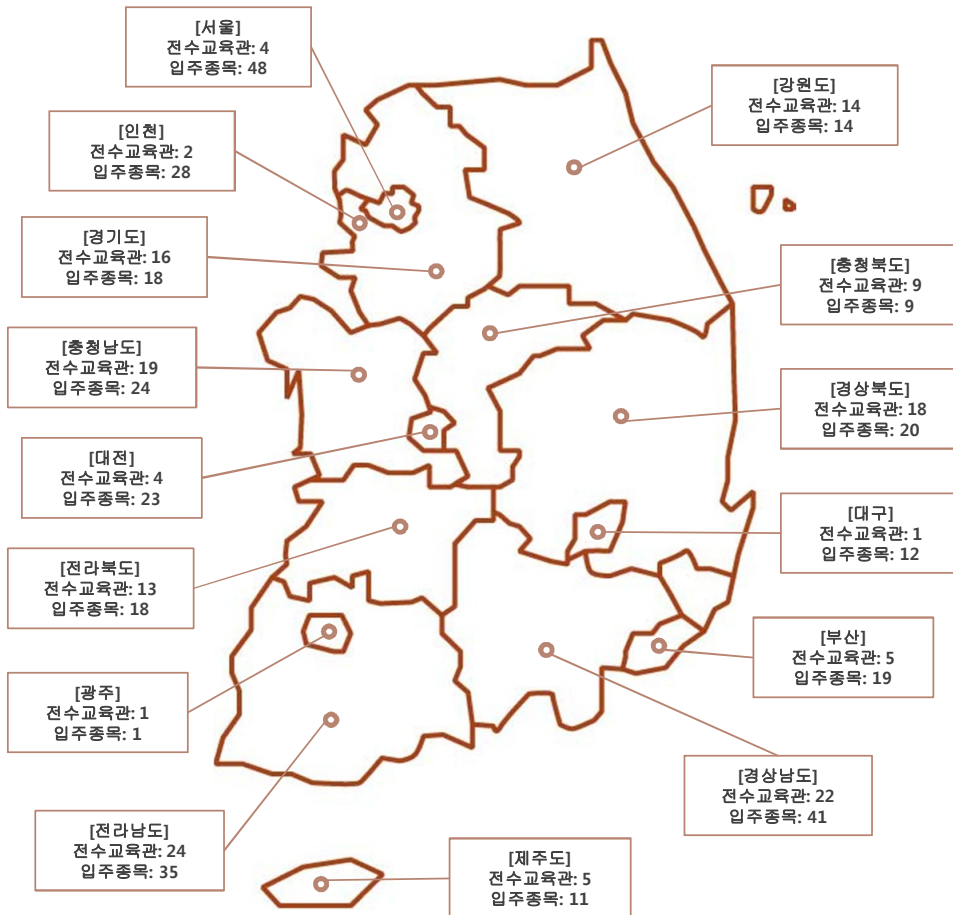 [서울]
전수교육관: 4
입주종목: 48
[강원도]
전수교육관: 14
입주종목: 14
[인천]
전수교육관: 2
입주종목: 28
[경기도]
전수교육관: 16
입주종목: 18
[충청북도]
전수교육관: 9
입주종목: 9
[충청남도]
전수교육관: 19
입주종목: 24
[경상북도]
전수교육관: 18
입주종목: 20
[대전]
전수교육관: 4
입주종목: 23
[대구]
전수교육관: 1
입주종목: 12
[전라북도]
전수교육관: 13
입주종목: 18
[부산]
전수교육관: 5
입주종목: 19
[광주]
전수교육관: 1
입주종목: 1
[경상남도]
전수교육관: 22
입주종목: 41
[전라남도]
전수교육관: 24
입주종목: 35
[제주도]
전수교육관: 5
입주종목: 11